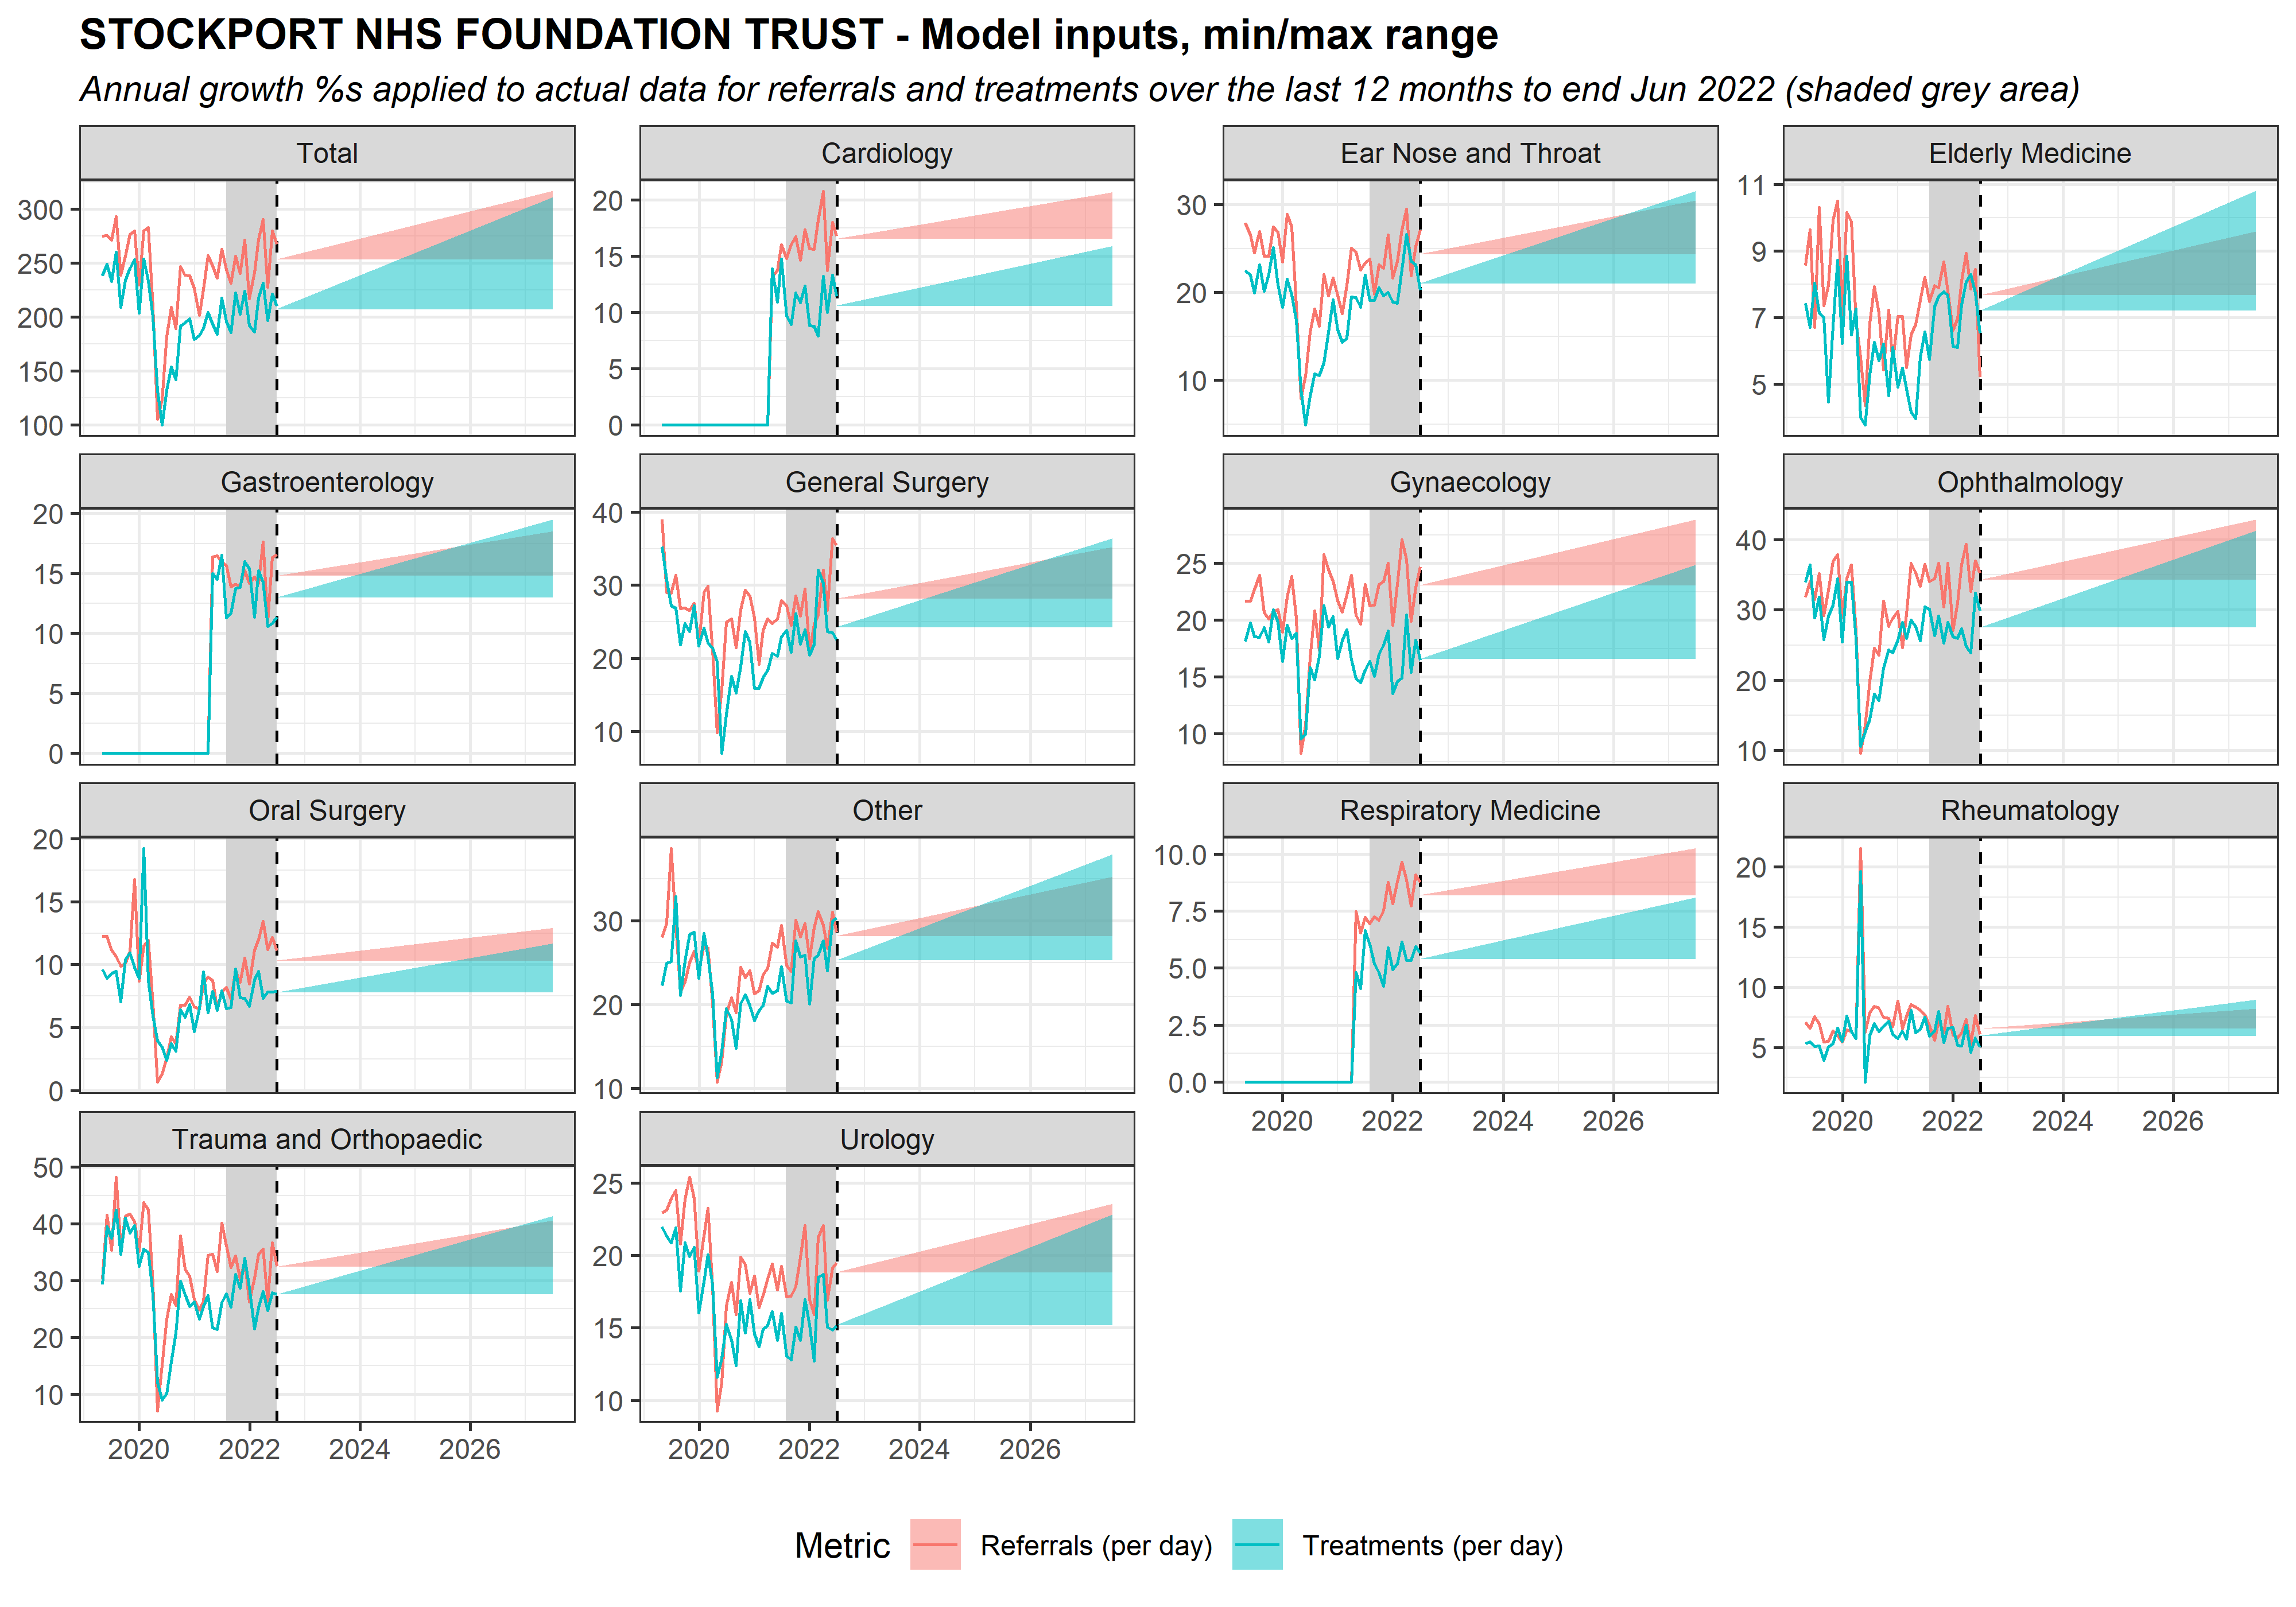 STOCKPORT NHS FOUNDATION TRUST - Model inputs, min/max range
Annual growth %s applied to actual data for referrals and treatments over the last 12 months to end Jun 2022 (shaded grey area)
Total
300
250
200
150
100
Cardiology
20
15
10
5
0
Ear Nose and Throat
30
20
10
Elderly Medicine
11
9
7
5
Gastroenterology
20
15
10
5
0
General Surgery
40
30
20
10
Gynaecology
25
20
15
10
Ophthalmology
40
30
20
10
Oral Surgery
20
15
10
5
0
Other
30
20
10
Respiratory Medicine
10.0
7.5
5.0
2.5
0.0
2020 2022 2024 2026
Rheumatology
20
15
10
5
2020 2022 2024 2026
Trauma and Orthopaedic
50
40
30
20
10
2020 2022 2024 2026
Urology
25
20
15
10
2020 2022 2024 2026
Metric Referrals (per day) Treatments (per day)